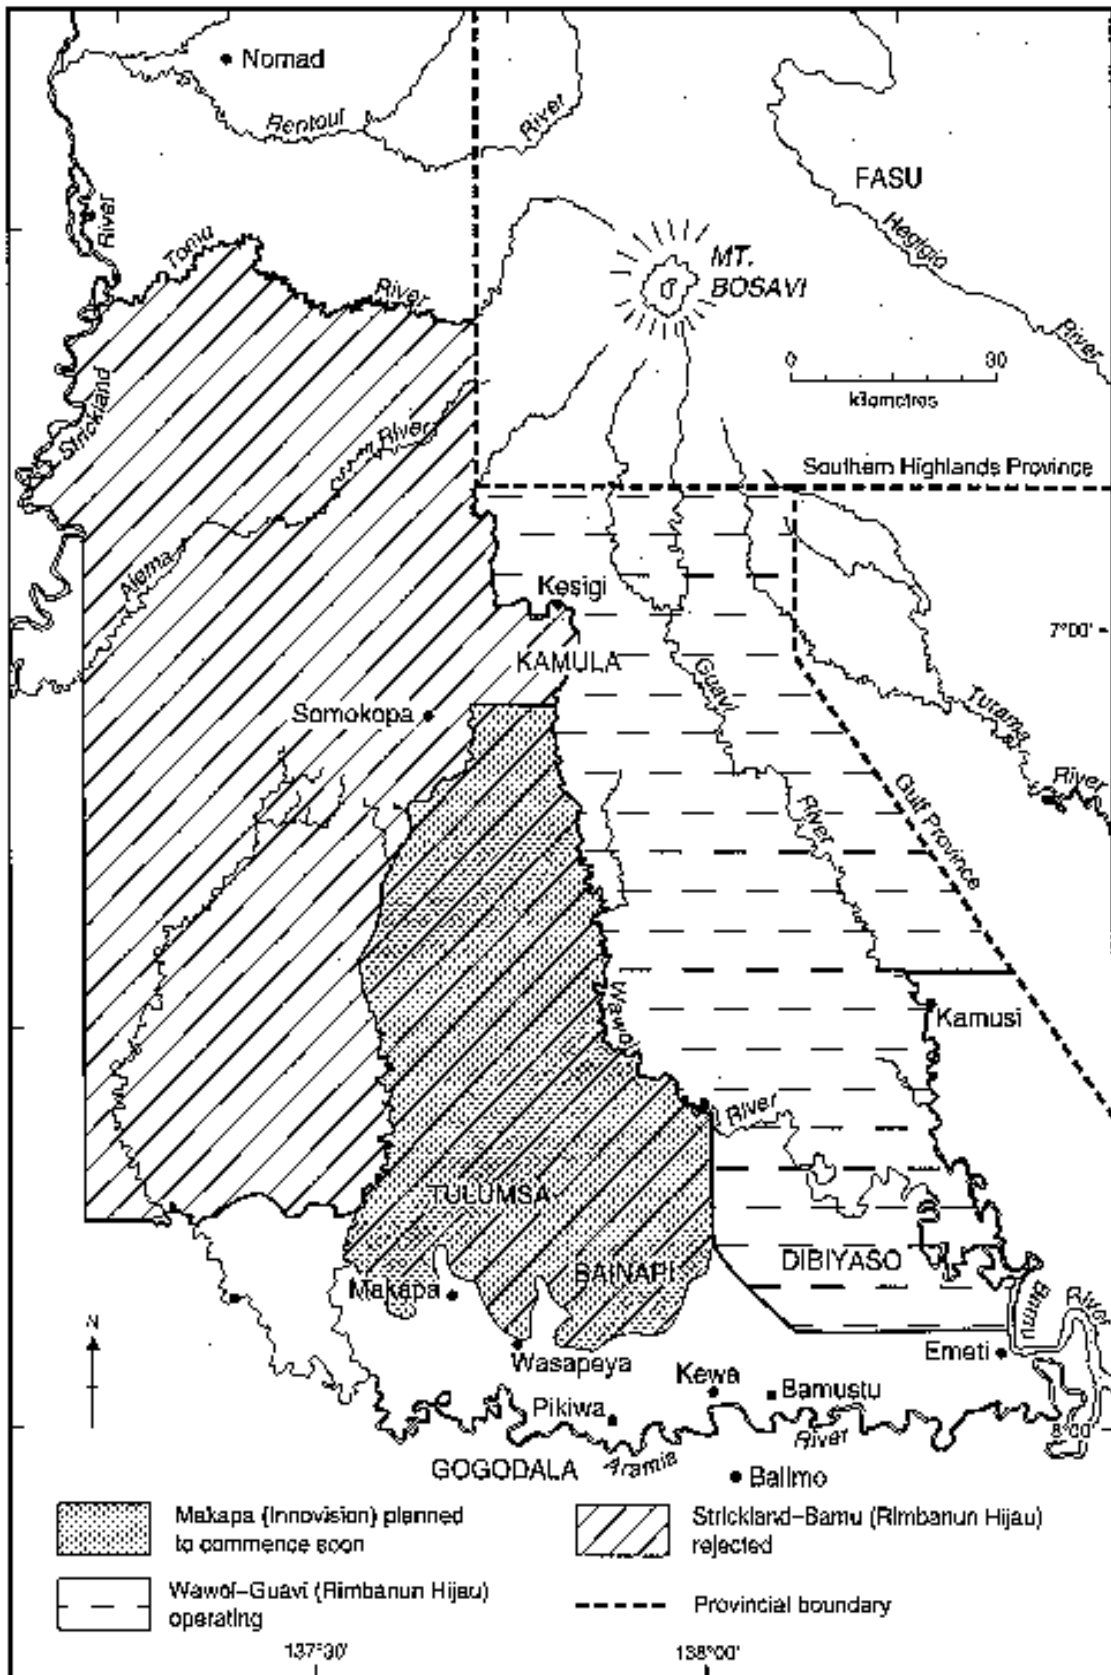 Nomad
Rentoul
River
FASU
River
Tomu
Hegigio
MT.
BOSAVI
River
River
0 30
kilometres
Strickland
River
Southern Highlands Province
Alema
Kesigi
7°00'
KAMULA
Guavi
Somokopa
Turama
River
River
Gulf Province
Wawoi
Kamusi
River
TULUMSA
BAINAPI
DIBIYASO
Makapa
Bamu
River
N
Emeti
Wasapeya
Kewa
Bamustu
Pikiwa
River
8°00'
GOGODALA
Aramia
Balimo
Makapa (Innovision) planned
to commence soon
Strickland–Bamu (Rimbanun Hijau)
rejected
Wawoi–Guavi (Rimbanun Hijau)
operating
Provincial boundary
137°30'
138°00'